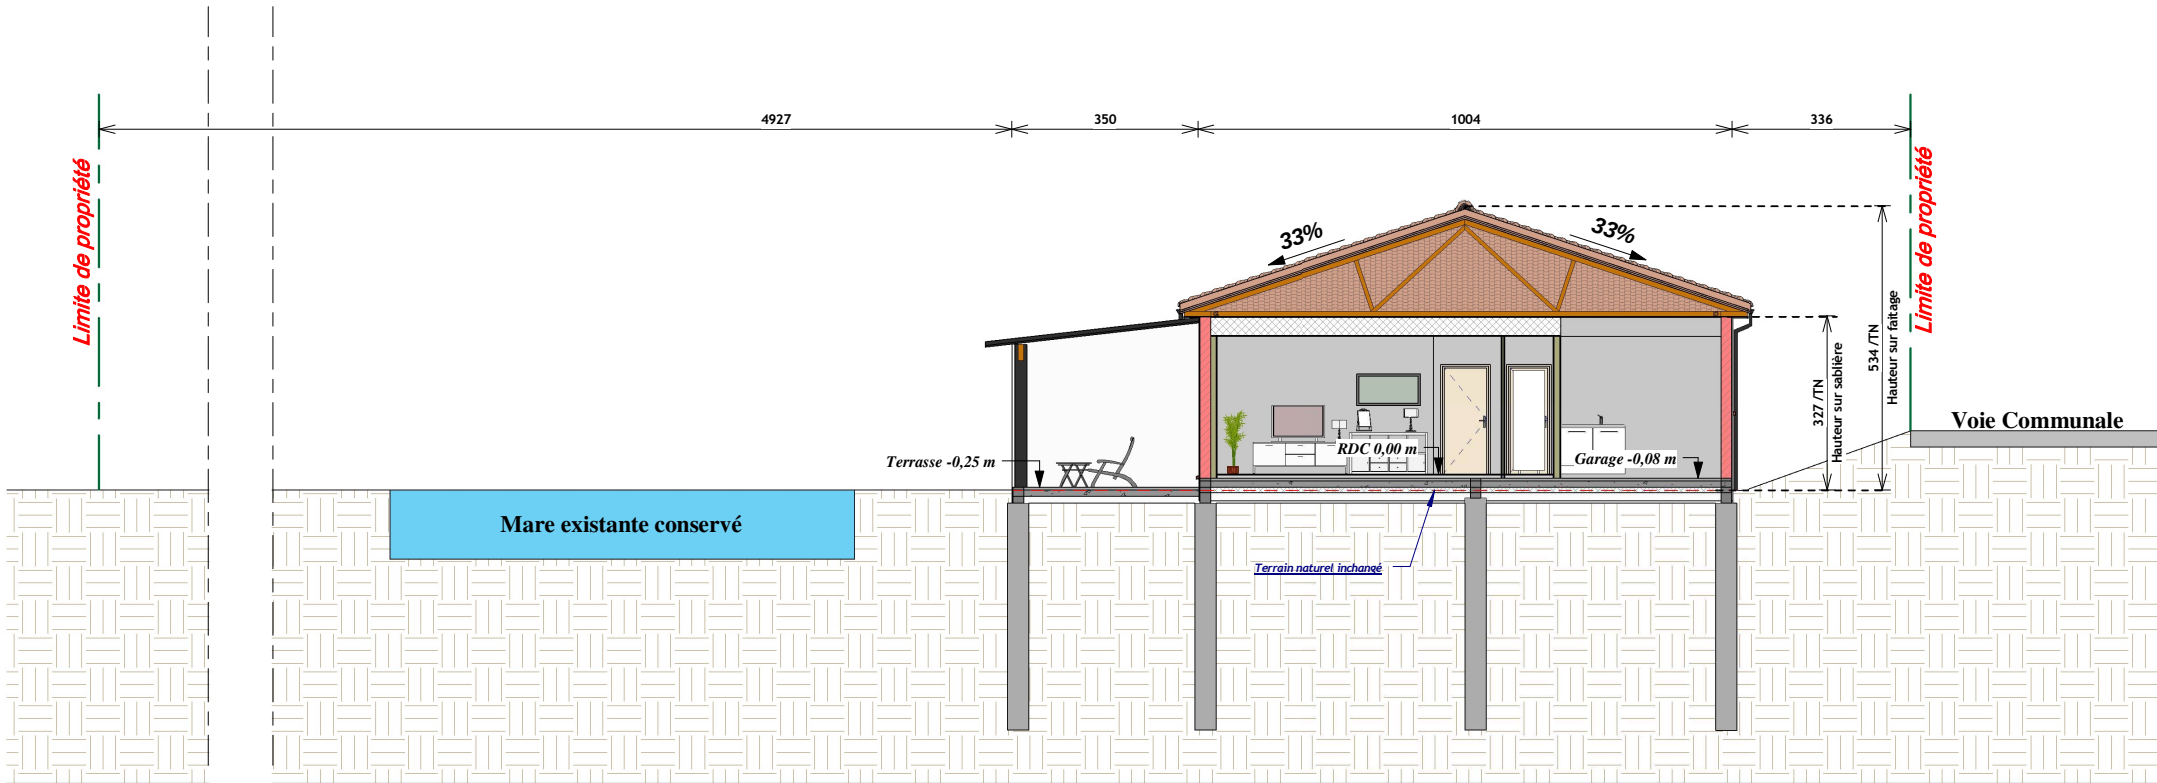 4927
350
1004
336
Limite de propriété
Limite de propriété
33%
33%
534 /TN
Hauteur sur faitage
327 /TN
Hauteur sur sablière
Voie Communale
Terrasse -0,25 m
RDC 0,00 m
Garage -0,08 m
Mare existante conservé
Terrain naturel inchangé